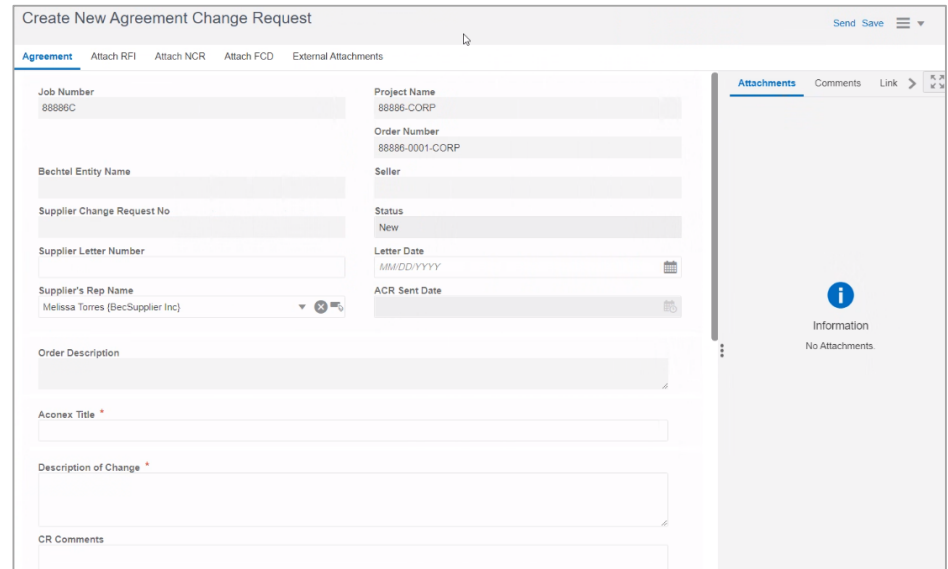 Create New Agreement Change Request
Send Save
Agreement Attach RFI Attach NCR Attach FCD External Attachments
Attachments Comments Link
Job Number Project Name
88886C 88886-CORP
Order Number
88886-0001-CORP
Bechtel Entity Name Seller
Supplier Change Request No Status
New
Supplier Letter Number Letter Date
MM/DD/YYYY
Supplier's Rep Name ACR Sent Date
Melissa Torres {BecSupplier Inc}
Information
No Attachments.
Order Description
Aconex Title *
Description of Change *
CR Comments